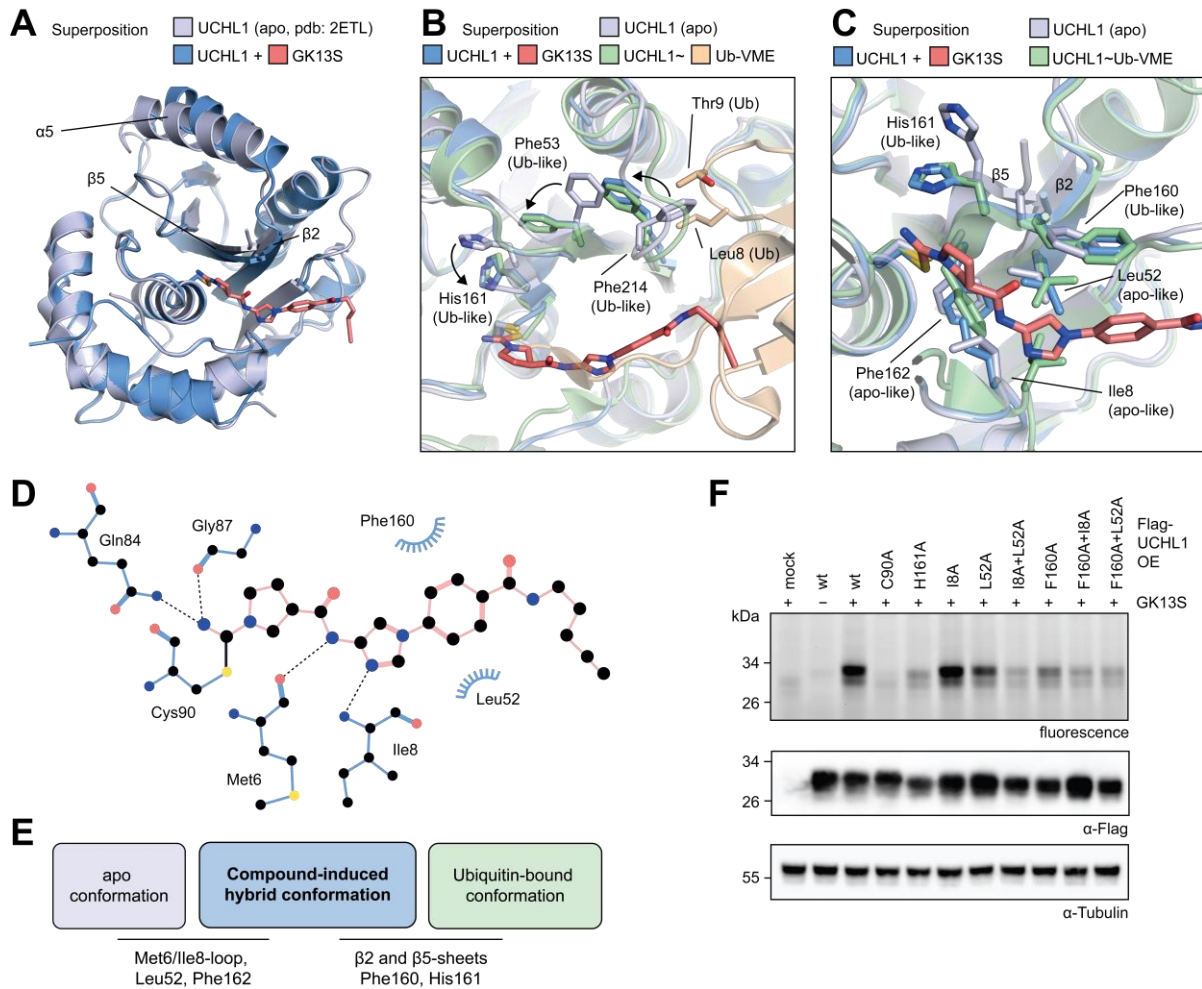 A
Superposition
UCHL1 (apo, pdb: 2ETL)
UCHL1 + GK13S
α5
β5
β2
B
Superposition
UCHL1 (apo)
UCHL1 + GK13S UCHL1~ Ub-VME
Thr9 (Ub)
Phe53
(Ub-like)
Leu8 (Ub)
Phe214
(Ub-like)
His161
(Ub-like)
C
Superposition
UCHL1 (apo)
UCHL1 + GK13S UCHL1~Ub-VME
His161
(Ub-like)
β5
β2
Phe160
(Ub-like)
Leu52
(apo-like)
Phe162
(apo-like)
Ile8
(apo-like)
D
Gln84
Gly87
Phe160
Cys90
Leu52
Met6
Ile8
E
apo
conformation
Compound-induced
hybrid conformation
Ubiquitin-bound
conformation
Met6/Ile8-loop,
Leu52, Phe162
β2 and β5-sheets
Phe160, His161
F
mock
wt
wt
C90A
H161A
I8A
L52A
I8A+L52A
F160A
F160A+I8A
F160A+L52A
Flag-
UCHL1
OE
+ − + + + + + + + + + GK13S
kDa
34
26
fluorescence
34
26
α-Flag
55
α-Tubulin